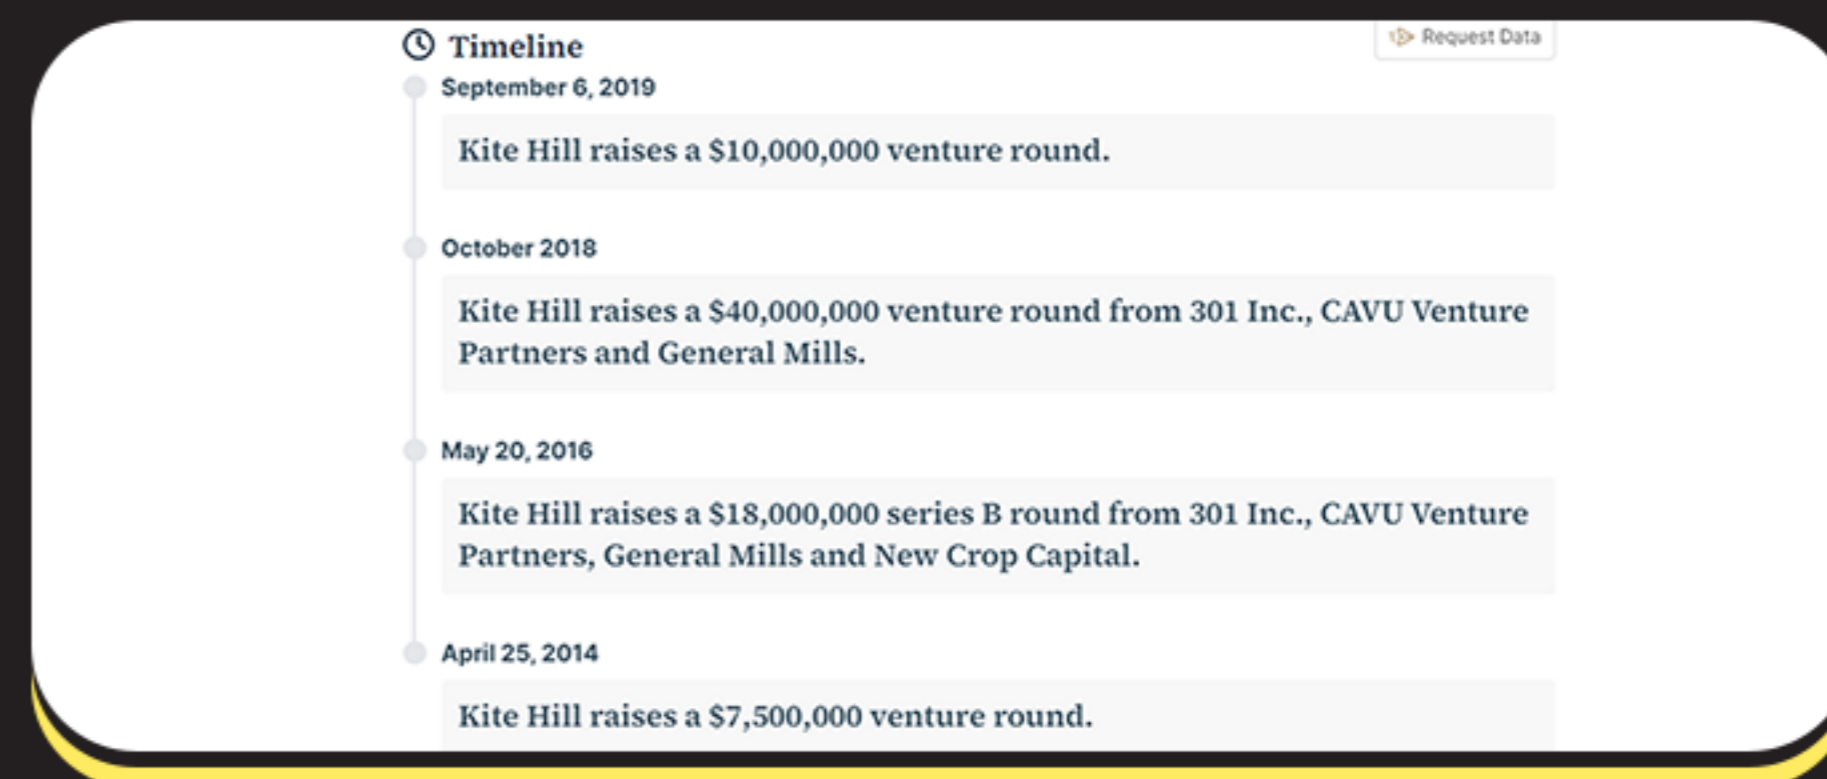 Timeline
Request Data
September 6, 2019
Kite Hill raises a $10,000,000 venture round.
October 2018
Kite Hill raises a $40,000,000 venture round from 301 Inc., CAVU Venture
Partners and General Mills.
May 20, 2016
Kite Hill raises a $18,000,000 series B round from 301 Inc., CAVU Venture
Partners, General Mills and New Crop Capital.
April 25, 2014
Kite Hill raises a $7,500,000 venture round.